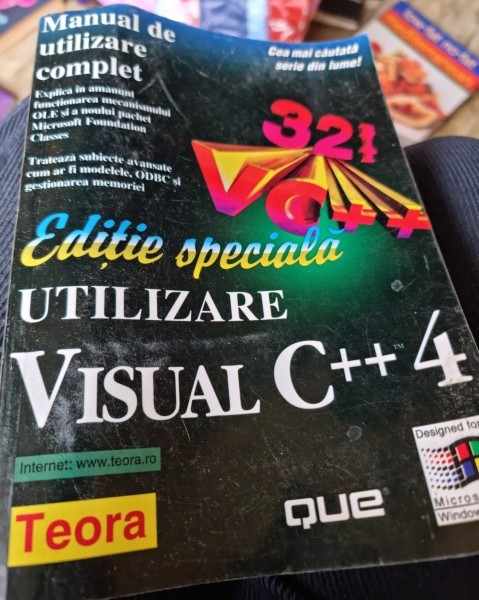 Manual de
utilizare
complet
Cea mai căutată
serie din lume!
Explică în amănunt
funcționarea mecanismului
OLE și a noului pachet
Microsoft Foundation
Classes
Tratează subiecte avansate
cum ar fi modelele, ODBC și
gestionarea memoriei
32
VC++
Ediție specială
UTILIZARE
VISUAL C++™ 4
Internet: www.teora.ro
Teora
QUE®
Designed for
Micros
Window